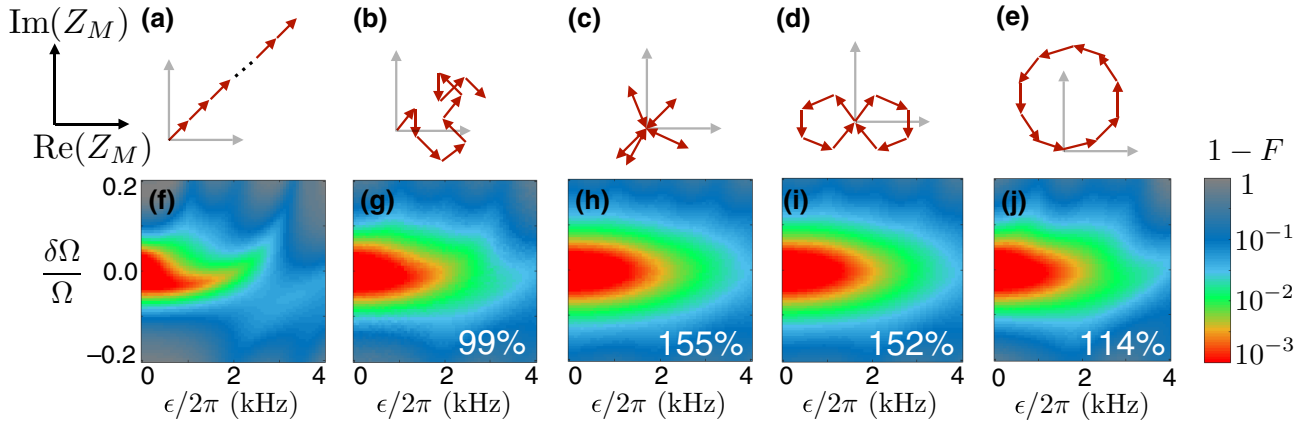 Im(Z_M) (a) (b) (c) (d) (e)
Re(Z_M)
1 − F
0.2 (f) (g) (h) (i) (j) 1
δΩ/Ω 0.0 10⁻¹
10⁻²
−0.2 99% 155% 152% 114% 10⁻³
0 2 4 0 2 4 0 2 4 0 2 4 0 2 4
ϵ/2π (kHz) ϵ/2π (kHz) ϵ/2π (kHz) ϵ/2π (kHz) ϵ/2π (kHz)